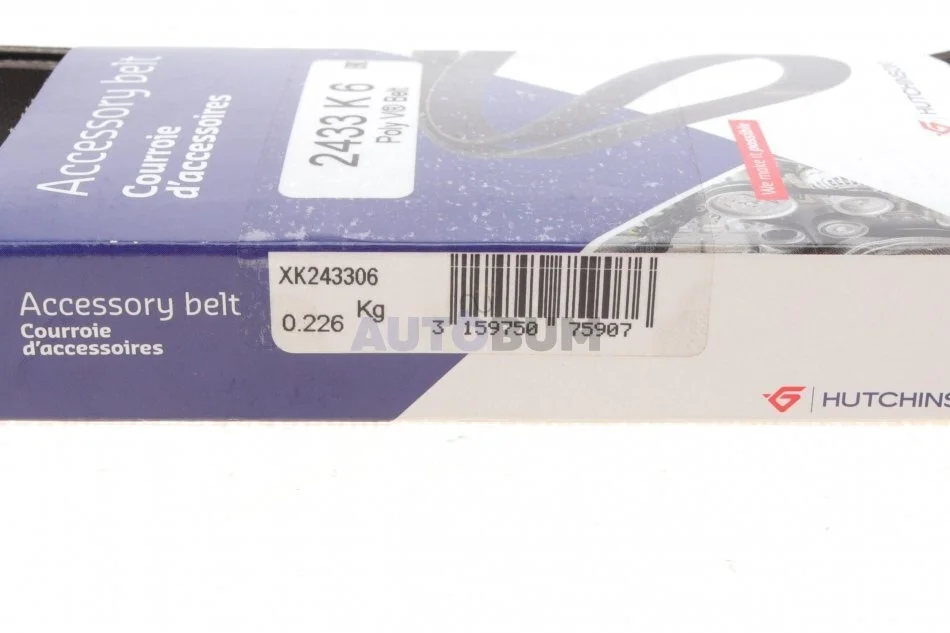 Accessory belt
Courroie
d'accessoires
2433 K 6
Poly V® Belt
We make it possible
HUTCHINSON
XK243306
0.226 Kg
3 159750 75907
AUTOBUM
Accessory belt
Courroie
d'accessoires
HUTCHINS